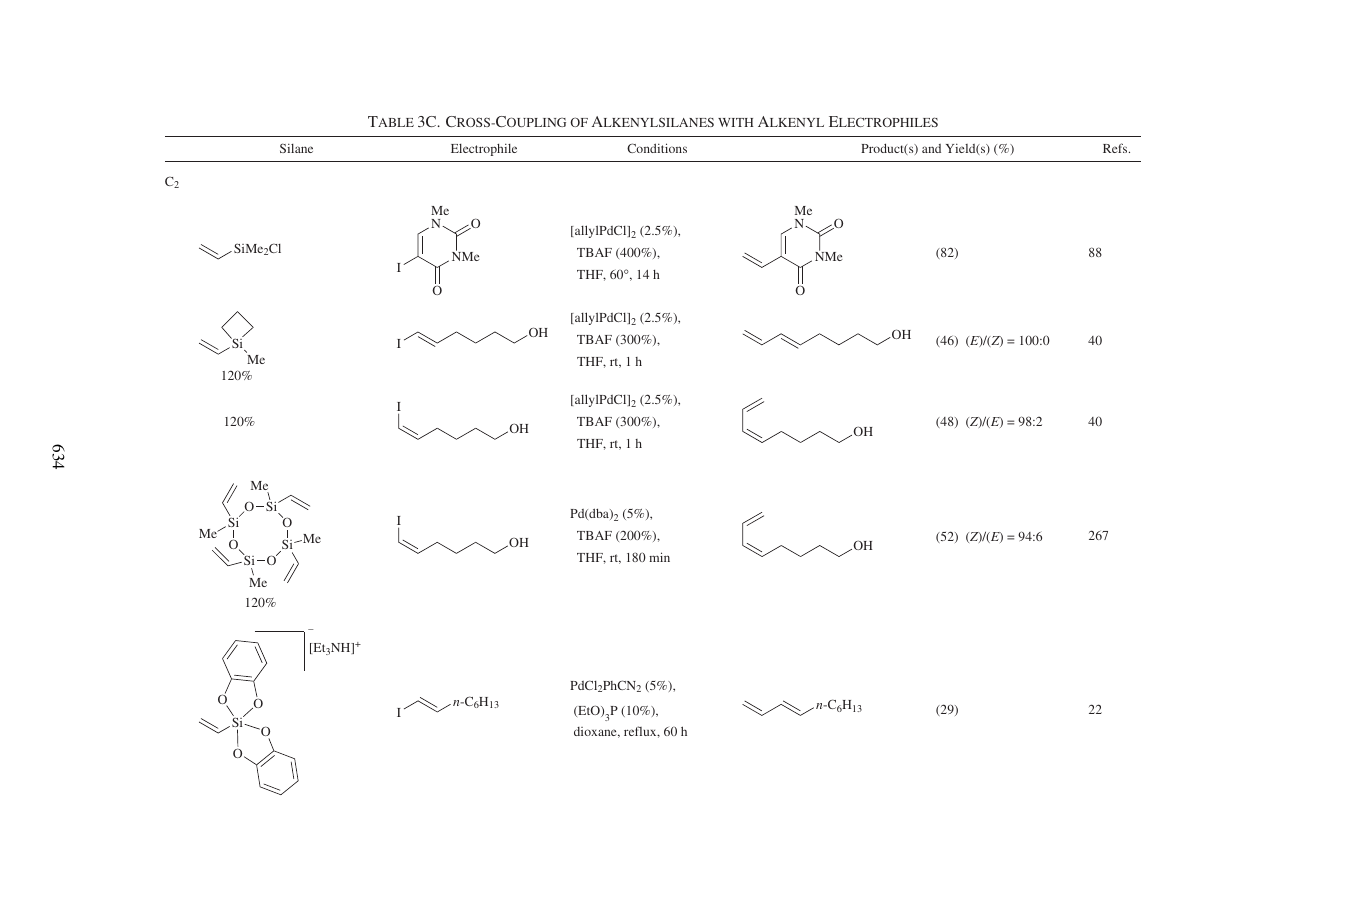 TABLE 3C. CROSS-COUPLING OF ALKENYLSILANES WITH ALKENYL ELECTROPHILES
Silane Electrophile Conditions Product(s) and Yield(s) (%) Refs.
C2
SiMe2Cl
Me
N
O
NMe
I
O
[allylPdCl]2 (2.5%),
TBAF (400%),
THF, 60°, 14 h
Me
N
O
NMe
O
(82)
88
Si
Me
120%
I
OH
[allylPdCl]2 (2.5%),
TBAF (300%),
THF, rt, 1 h
OH
(46) (E)/(Z) = 100:0
40
120%
I
OH
[allylPdCl]2 (2.5%),
TBAF (300%),
THF, rt, 1 h
OH
(48) (Z)/(E) = 98:2
40
634
Me
O Si
Si O
Me
O Si Me
Si O
Me
120%
I
OH
Pd(dba)2 (5%),
TBAF (200%),
THF, rt, 180 min
OH
(52) (Z)/(E) = 94:6
267
–
[Et3NH]+
O O
Si
O
O
I
n-C6H13
PdCl2PhCN2 (5%),
(EtO)3P (10%),
dioxane, reflux, 60 h
n-C6H13
(29)
22